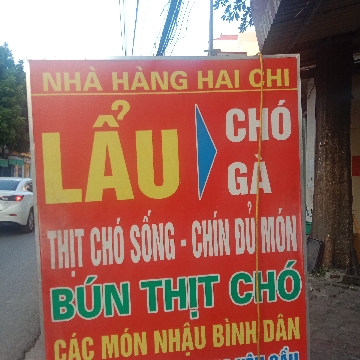 NHÀ HÀNG HAI CHI
LẨU CHÓ
GÀ
THỊT CHÓ SỐNG - CHÍN ĐỦ MÓN
BÚN THỊT CHÓ
CÁC MÓN NHẬU BÌNH DÂN